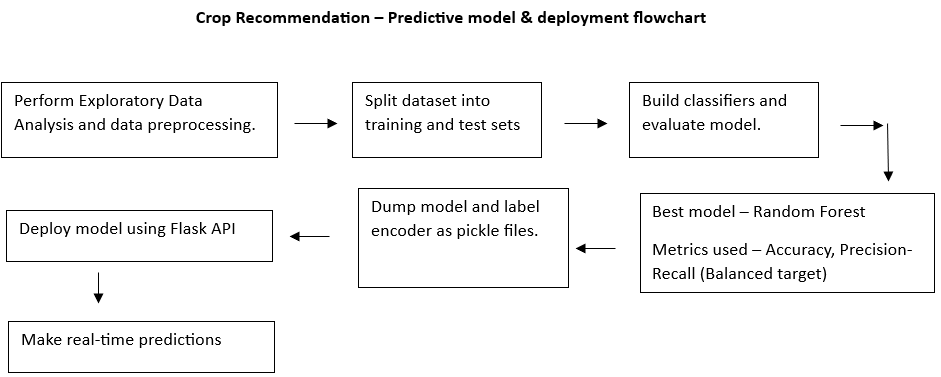 Crop Recommendation – Predictive model & deployment flowchart
Perform Exploratory Data
Analysis and data preprocessing.
Split dataset into
training and test sets
Build classifiers and
evaluate model.
Best model – Random Forest
Metrics used – Accuracy, Precision-
Recall (Balanced target)
Dump model and label
encoder as pickle files.
Deploy model using Flask API
Make real-time predictions